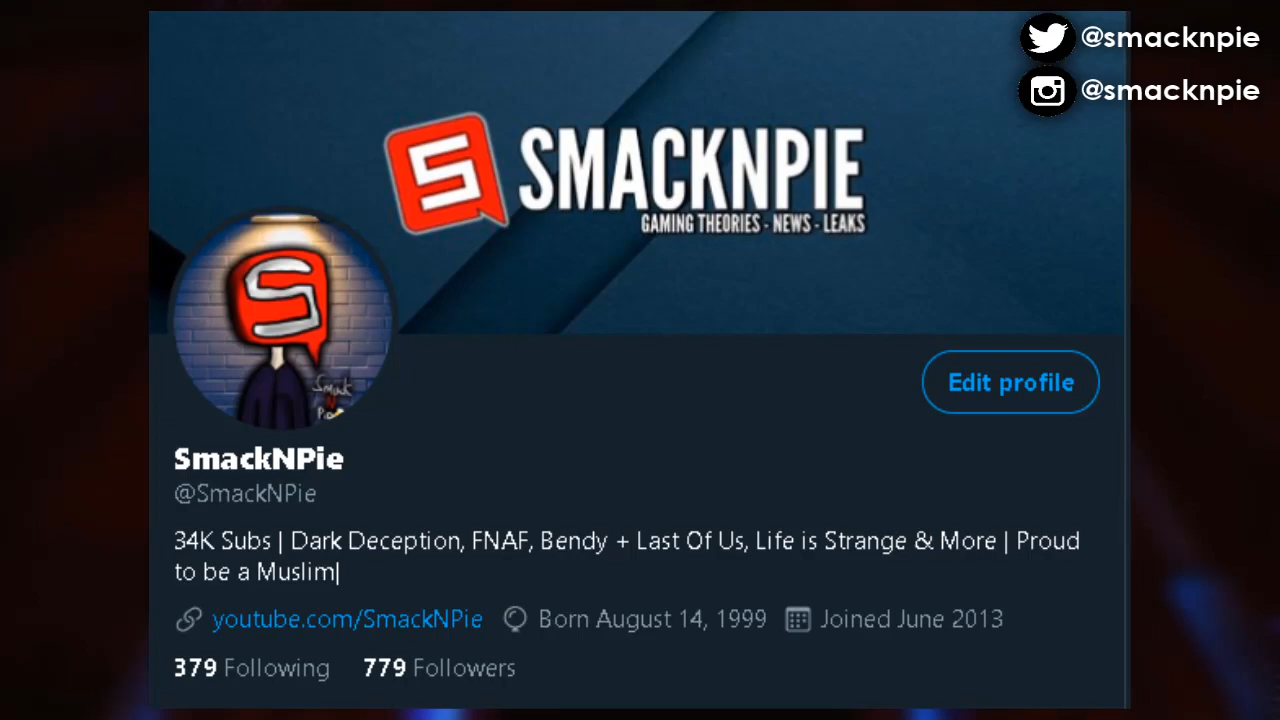 @smacknpie
@smacknpie
S SMACKNPIE
GAMING THEORIES - NEWS - LEAKS
S
Smack
N
Pie
Edit profile
SmackNPie
@SmackNPie
34K Subs | Dark Deception, FNAF, Bendy + Last Of Us, Life is Strange & More | Proud
to be a Muslim|
youtube.com/SmackNPie Born August 14, 1999 Joined June 2013
379 Following 779 Followers